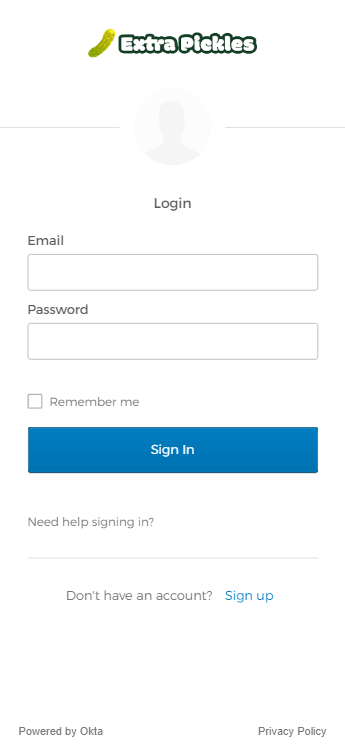 Extra Pickles
Login
Email
Password
Remember me
Sign In
Need help signing in?
Don't have an account? Sign up
Powered by Okta Privacy Policy